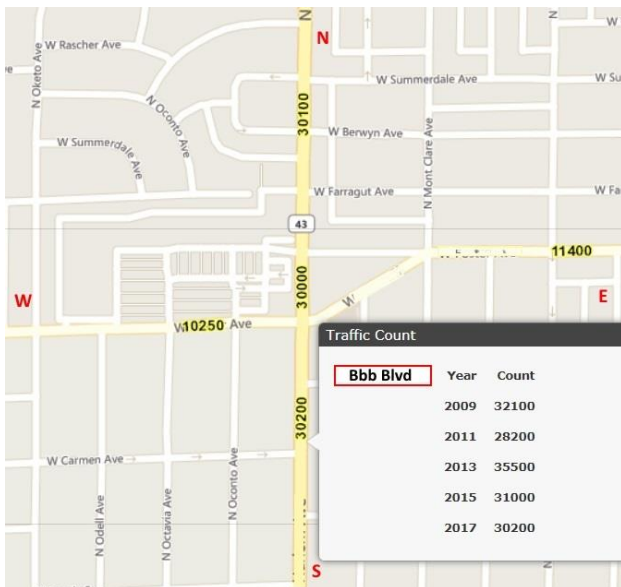 N
N
W Rascher Ave
N Oketo Ave
N Oconto Ave
W Summerdale Ave
W Su
N
W
30100
W Berwyn Ave
W Summerdale Ave
N Mont Clare Ave
W Farragut Ave
W Fa
43
11400
W
30000
E
W
W
10250
Ave
Traffic Count
Bbb Blvd Year Count
2009 32100
2011 28200
2013 35500
2015 31000
2017 30200
30200
W Carmen Ave
N Odell Ave
N Octavia Ave
N Oconto Ave
S